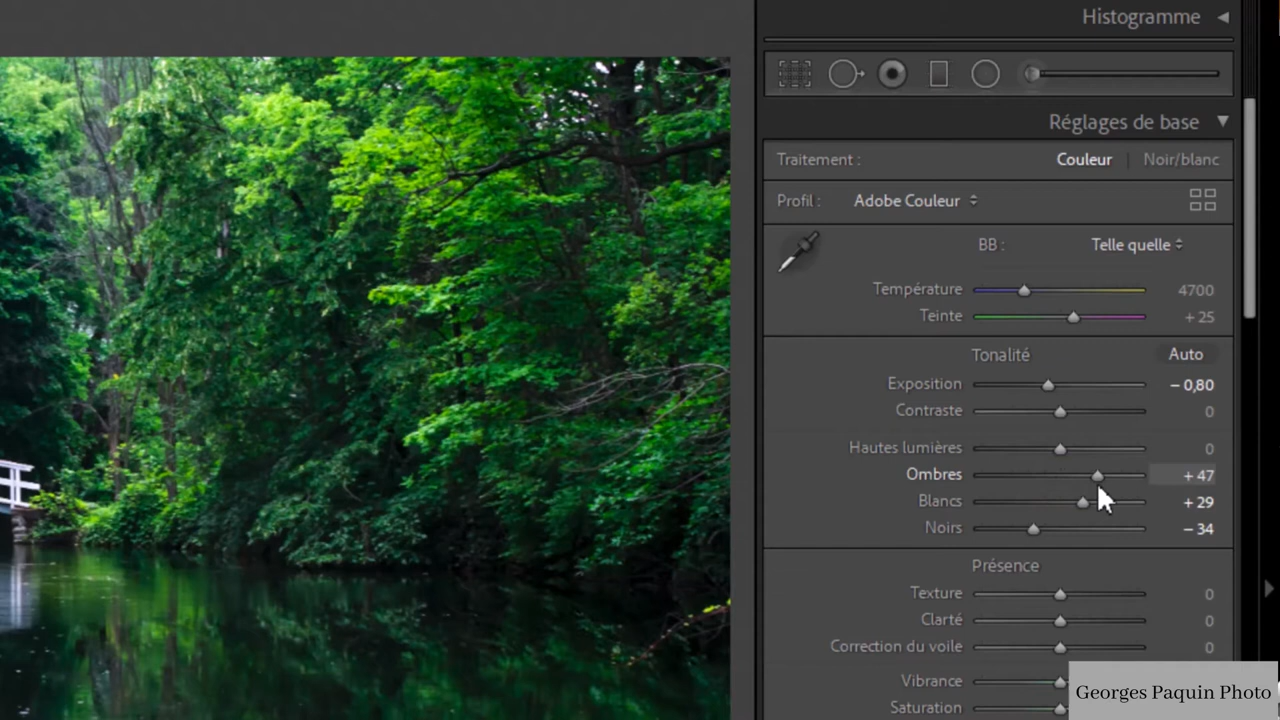 Histogramme
Réglages de base
Traitement : Couleur Noir/blanc
Profil : Adobe Couleur
BB : Telle quelle
Température 4700
Teinte + 25
Tonalité Auto
Exposition – 0,80
Contraste 0
Hautes lumières 0
Ombres + 47
Blancs + 29
Noirs – 34
Présence
Texture 0
Clarté 0
Correction du voile 0
Vibrance
Saturation
Georges Paquin Photo